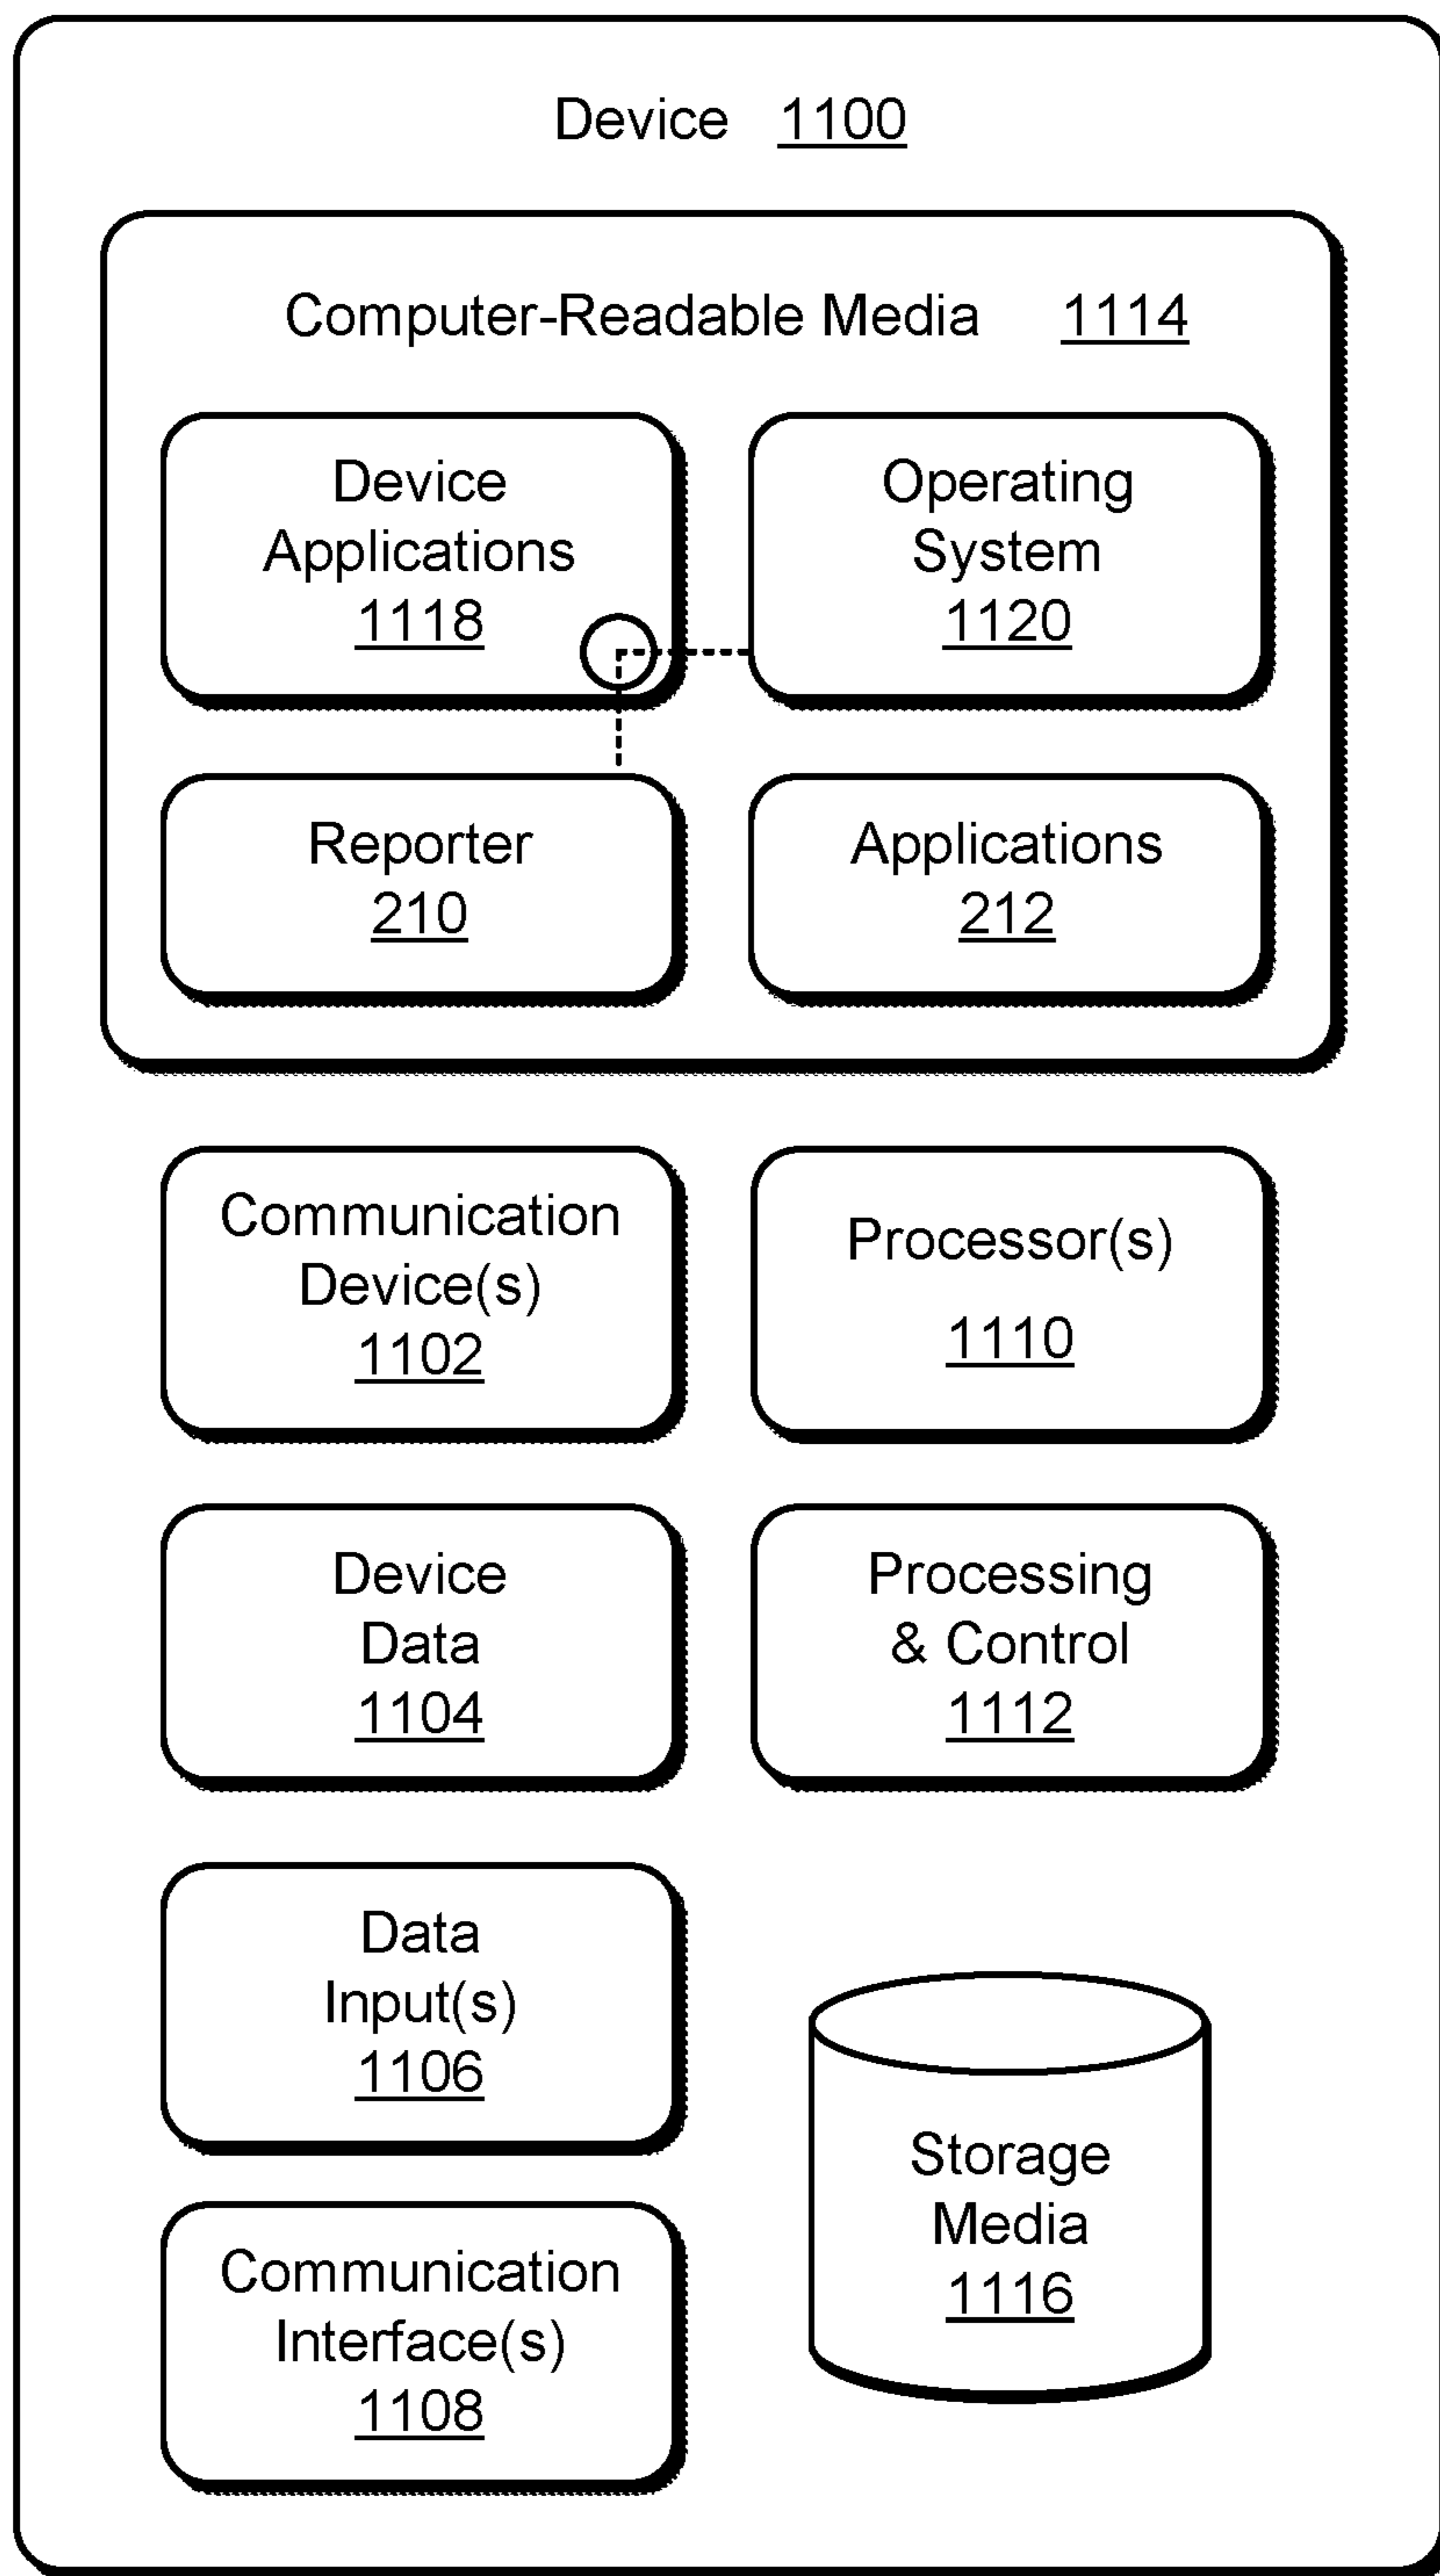 Device 1100
Computer-Readable Media 1114
Device
Applications
1118
Operating
System
1120
Reporter
210
Applications
212
Communication
Device(s)
1102
Processor(s)
1110
Device
Data
1104
Processing
& Control
1112
Data
Input(s)
1106
Storage
Media
1116
Communication
Interface(s)
1108